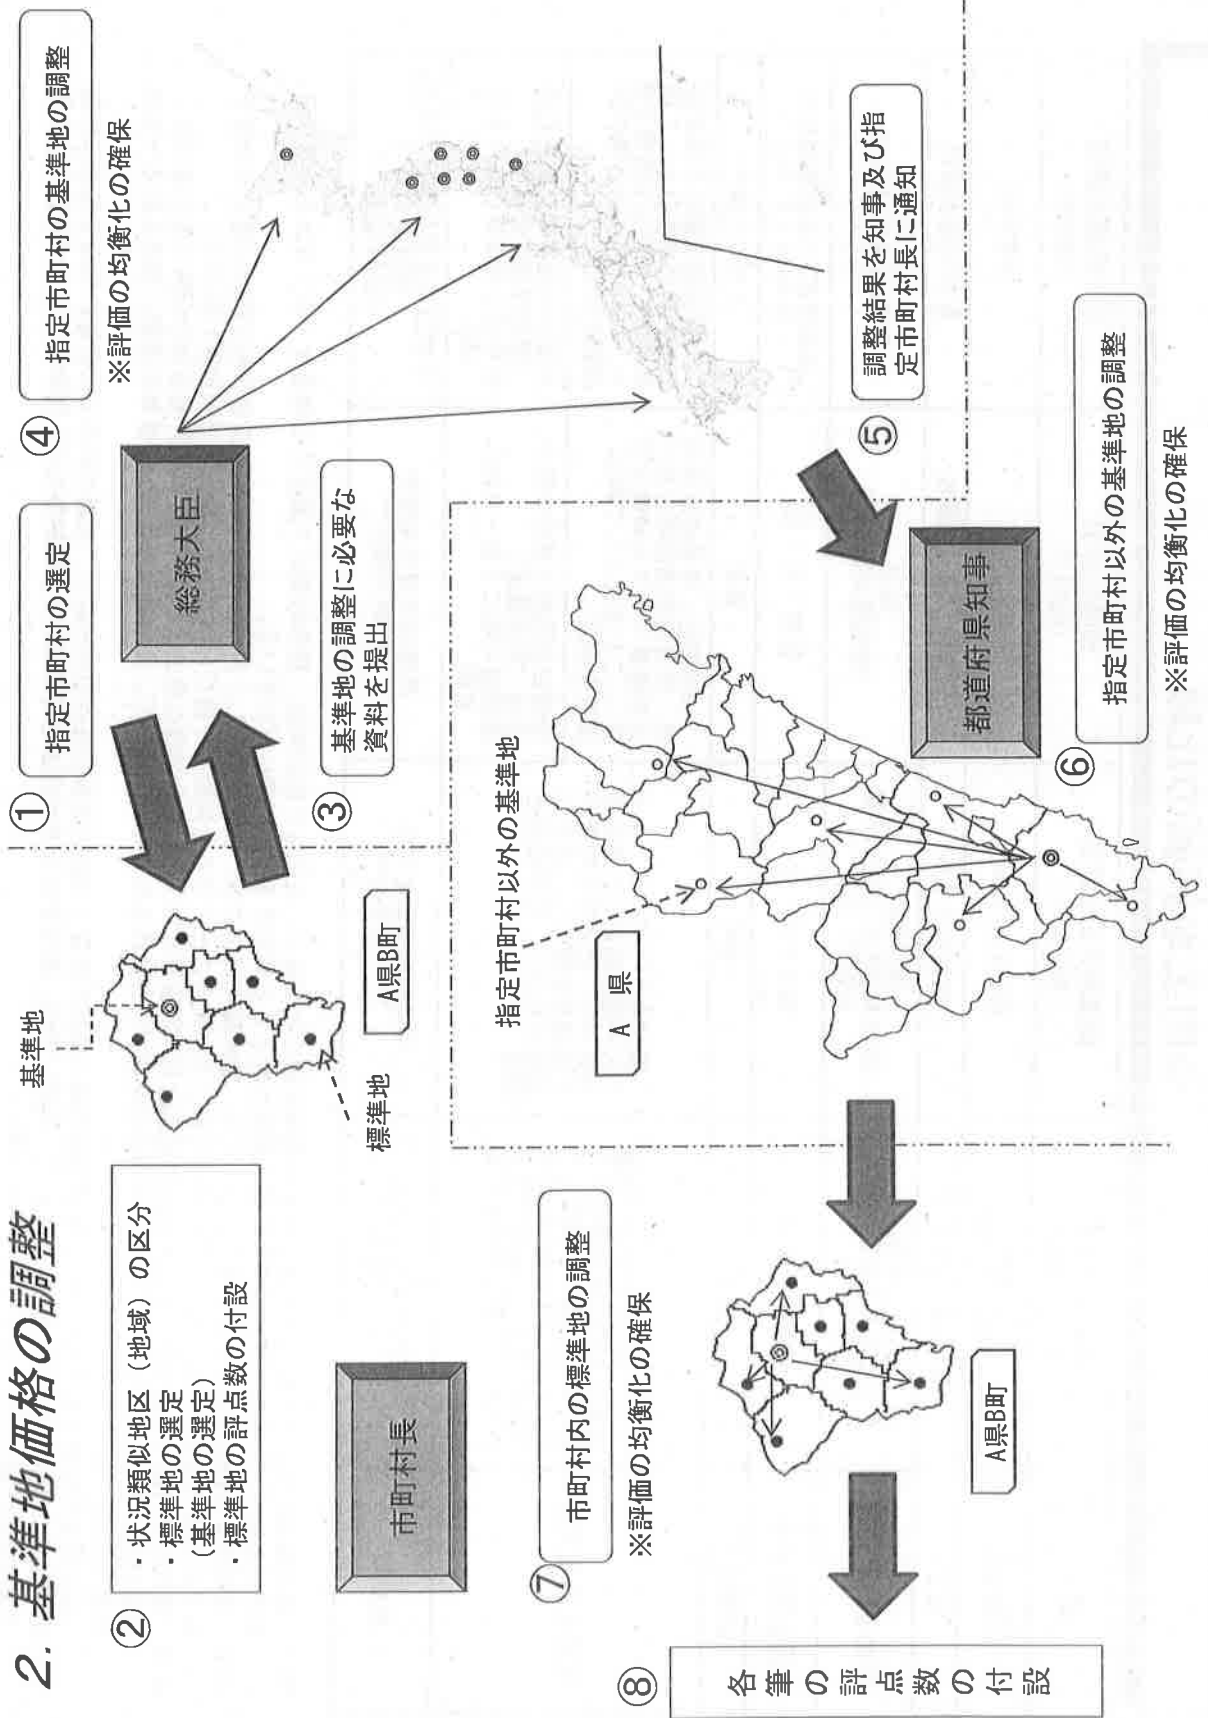 2. 基準地価格の調整
①
指定市町村の選定
総務大臣
②
・状況類似地区（地域）の区分
・標準地の選定
（基準地の選定）
・標準地の評点数の付設
市町村長
基準地
標準地
A県B町
③
基準地の調整に必要な
資料を提出
④
指定市町村の基準地の調整
※評価の均衡化の確保
⑤
調整結果を知事及び指
定市町村長に通知
都道府県知事
⑥
指定市町村以外の基準地の調整
※評価の均衡化の確保
指定市町村以外の基準地
A 県
⑦
市町村内の標準地の調整
※評価の均衡化の確保
A県B町
⑧
各筆の評点数の付設